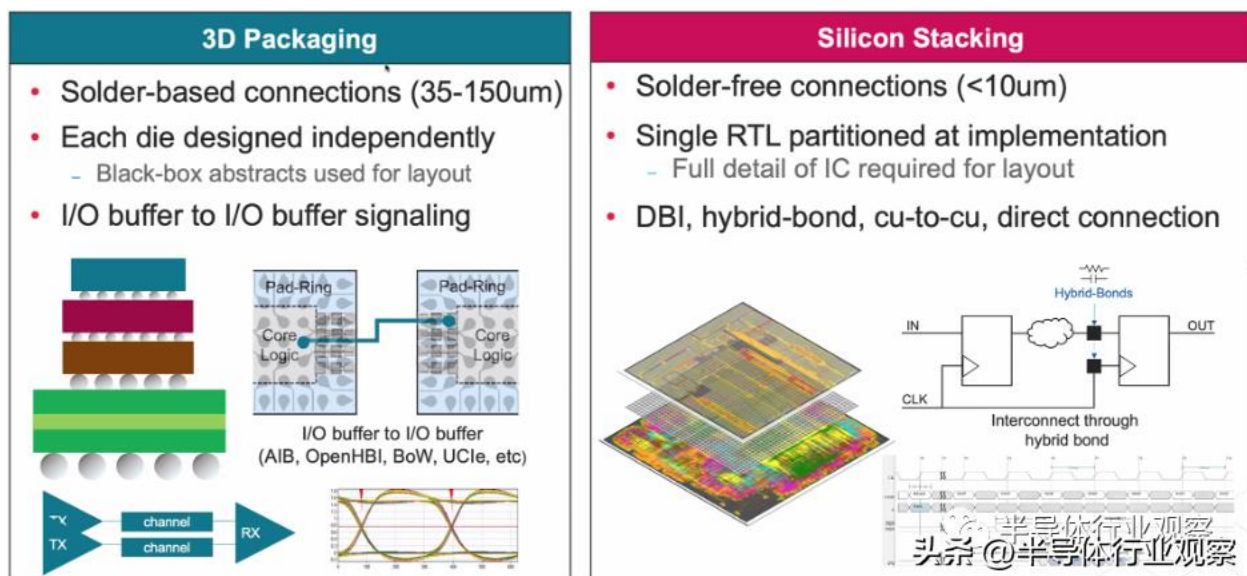 3D Packaging
• Solder-based connections (35-150um)
• Each die designed independently
– Black-box abstracts used for layout
• I/O buffer to I/O buffer signaling
Pad-Ring
Core
Logic
Pad-Ring
Core
Logic
I/O buffer to I/O buffer
(AIB, OpenHBI, BoW, UCIe, etc)
TX
TX
channel
channel
RX
Silicon Stacking
• Solder-free connections (<10um)
• Single RTL partitioned at implementation
– Full detail of IC required for layout
• DBI, hybrid-bond, cu-to-cu, direct connection
Hybrid-Bonds
IN
OUT
CLK
Interconnect through
hybrid bond
半导体行业观察
头条 @半导体行业观察